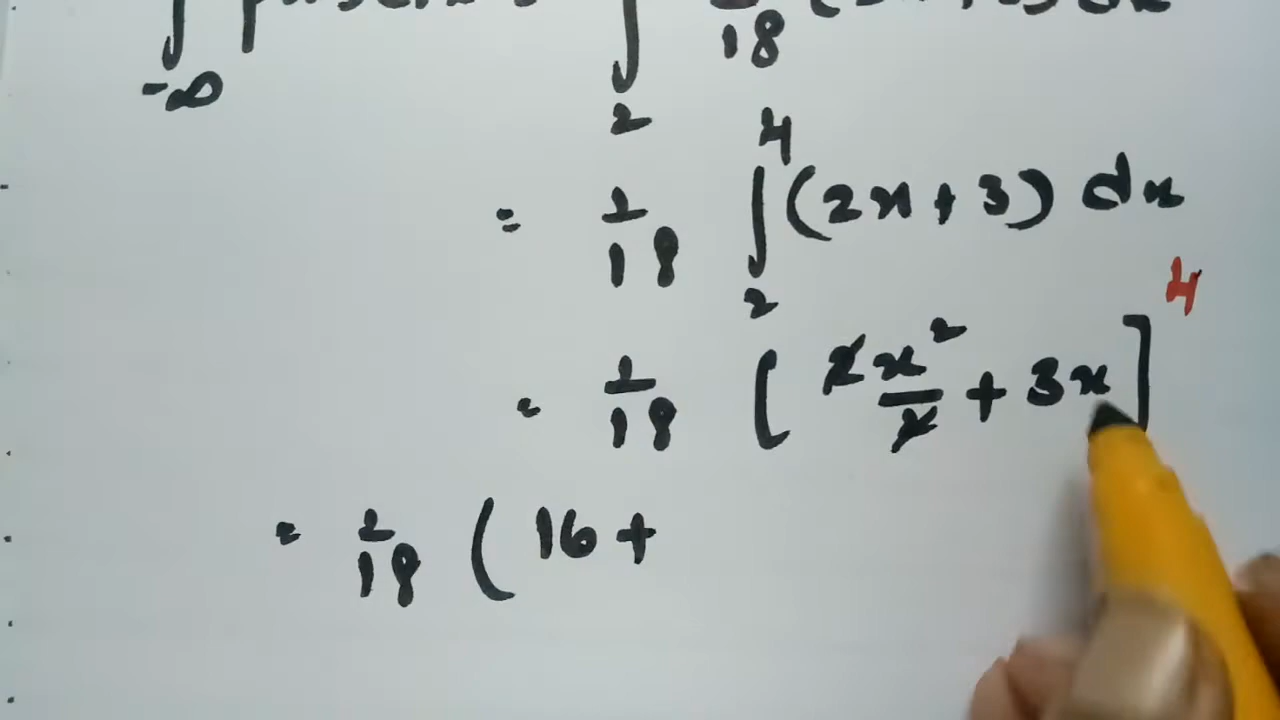 ∫ 1/18 (2x+3) dx
-∞ 2
= 1/18 ∫₂⁴ (2x+3) dx
= 1/18 [2x²/2 + 3x]⁴
= 1/18 (16 +